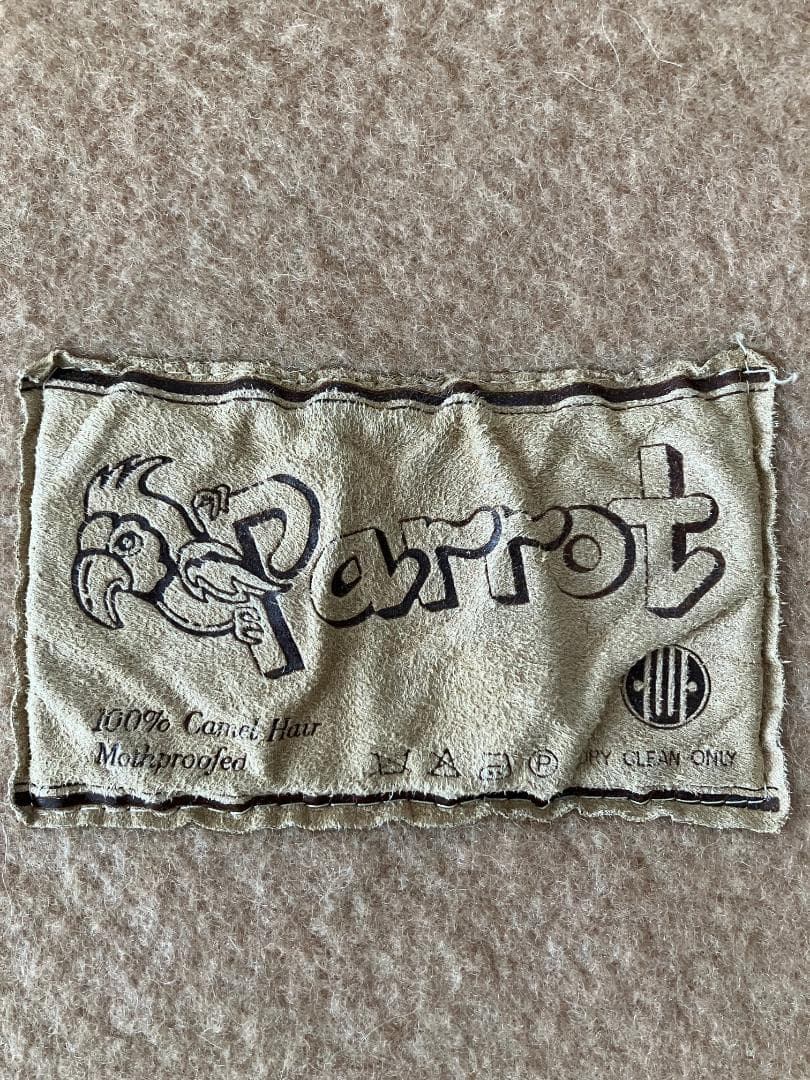 Parrot
100% Camel Hair
Mothproofed
P DRY CLEAN ONLY